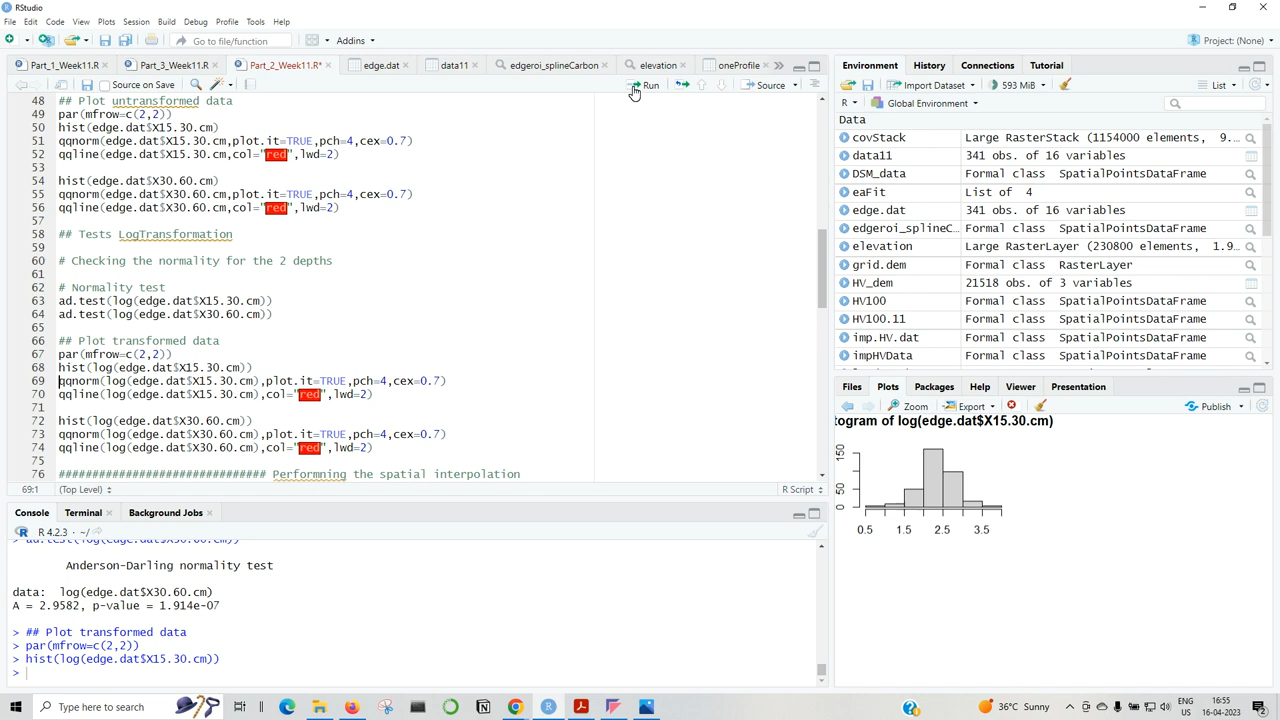 RStudio
File Edit Code View Plots Session Build Debug Profile Tools Help
Go to file/function Addins Project: (None)
Part_1_Week11.R Part_3_Week11.R Part_2_Week11.R* edge.dat data11 edgeroi_splineCarbon elevation oneProfile
Source on Save Run Source
48 ## Plot untransformed data
49 par(mfrow=c(2,2))
50 hist(edge.dat$X15.30.cm)
51 qqnorm(edge.dat$X15.30.cm,plot.it=TRUE,pch=4,cex=0.7)
52 qqline(edge.dat$X15.30.cm,col="red",lwd=2)
53
54 hist(edge.dat$X30.60.cm)
55 qqnorm(edge.dat$X30.60.cm,plot.it=TRUE,pch=4,cex=0.7)
56 qqline(edge.dat$X30.60.cm,col="red",lwd=2)
57
58 ## Tests LogTransformation
59
60 # Checking the normality for the 2 depths
61
62 # Normality test
63 ad.test(log(edge.dat$X15.30.cm))
64 ad.test(log(edge.dat$X30.60.cm))
65
66 ## Plot transformed data
67 par(mfrow=c(2,2))
68 hist(log(edge.dat$X15.30.cm))
69 qqnorm(log(edge.dat$X15.30.cm),plot.it=TRUE,pch=4,cex=0.7)
70 qqline(log(edge.dat$X15.30.cm),col="red",lwd=2)
71
72 hist(log(edge.dat$X30.60.cm))
73 qqnorm(log(edge.dat$X30.60.cm),plot.it=TRUE,pch=4,cex=0.7)
74 qqline(log(edge.dat$X30.60.cm),col="red",lwd=2)
75
76 ############################### Performning the spatial interpolation
69:1 (Top Level) R Script
Console Terminal Background Jobs
R 4.2.3 · ~/
> ad.test(log(edge.dat$X30.60.cm))
Anderson-Darling normality test
data: log(edge.dat$X30.60.cm)
A = 2.9582, p-value = 1.914e-07
> ## Plot transformed data
> par(mfrow=c(2,2))
> hist(log(edge.dat$X15.30.cm))
>
Environment History Connections Tutorial
Import Dataset 593 MiB List
R Global Environment
Data
covStack Large RasterStack (1154000 elements, 9.…
data11 341 obs. of 16 variables
DSM_data Formal class SpatialPointsDataFrame
eaFit List of 4
edge.dat 341 obs. of 16 variables
edgeroi_splineC… Formal class SpatialPointsDataFrame
elevation Large RasterLayer (230800 elements, 1.9…
grid.dem Formal class RasterLayer
HV_dem 21518 obs. of 3 variables
HV100 Formal class SpatialPointsDataFrame
HV100.11 Formal class SpatialPointsDataFrame
imp.HV.dat Formal class SpatialPointsDataFrame
impHVData Formal class SpatialPointsDataFrame
Files Plots Packages Help Viewer Presentation
Zoom Export Publish
togram of log(edge.dat$X15.30.cm)
0 50 150
0.5 1.5 2.5 3.5
Type here to search
36°C Sunny ENG US 16:55 16-04-2023 2